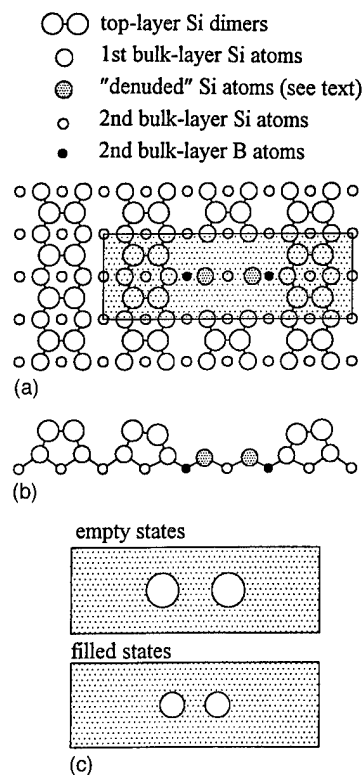 top-layer Si dimers
1st bulk-layer Si atoms
"denuded" Si atoms (see text)
2nd bulk-layer Si atoms
2nd bulk-layer B atoms
(a)
(b)
empty states
filled states
(c)